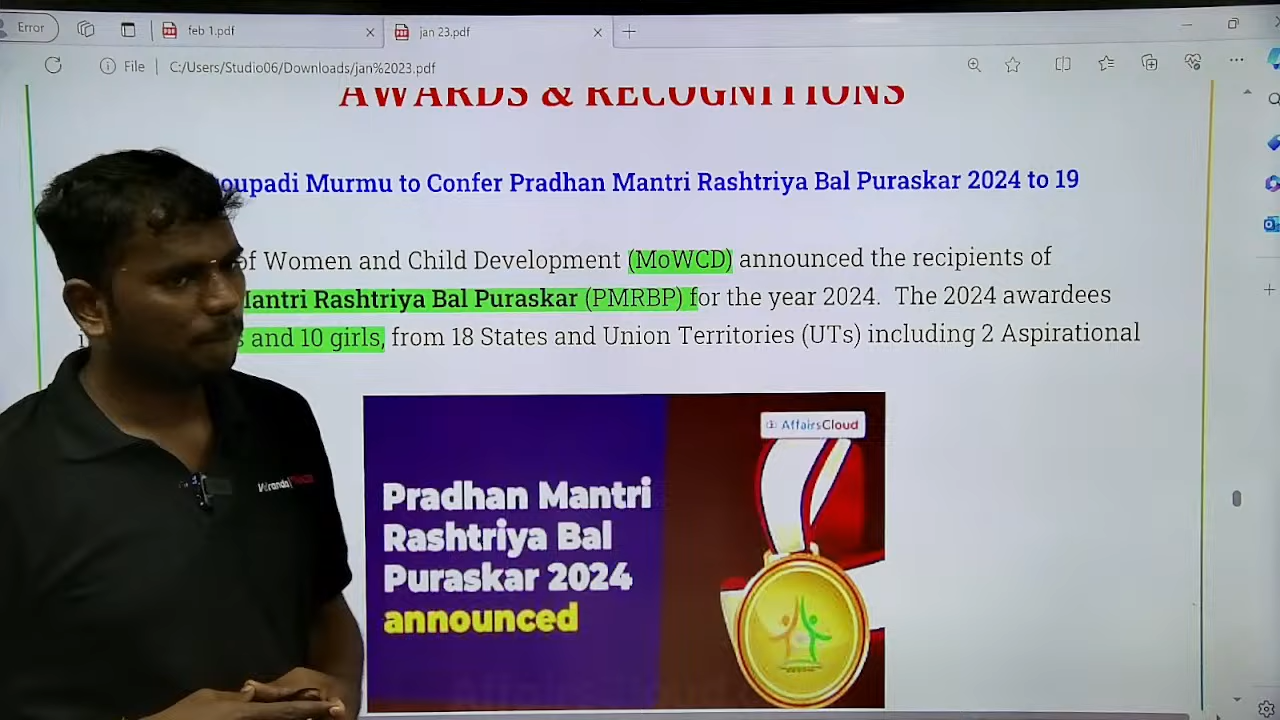 Error
feb 1.pdf
jan 23.pdf
File
C:/Users/Studio06/Downloads/jan%2023.pdf
AWARDS & RECOGNITIONS
Murmu to Confer Pradhan Mantri Rashtriya Bal Puraskar 2024 to 19
of Women and Child Development (MoWCD) announced the recipients of
Rashtriya Bal Puraskar (PMRBP) for the year 2024. The 2024 awardees
and 10 girls, from 18 States and Union Territories (UTs) including 2 Aspirational
AffairsCloud
Pradhan Mantri
Rashtriya Bal
Puraskar 2024
announced